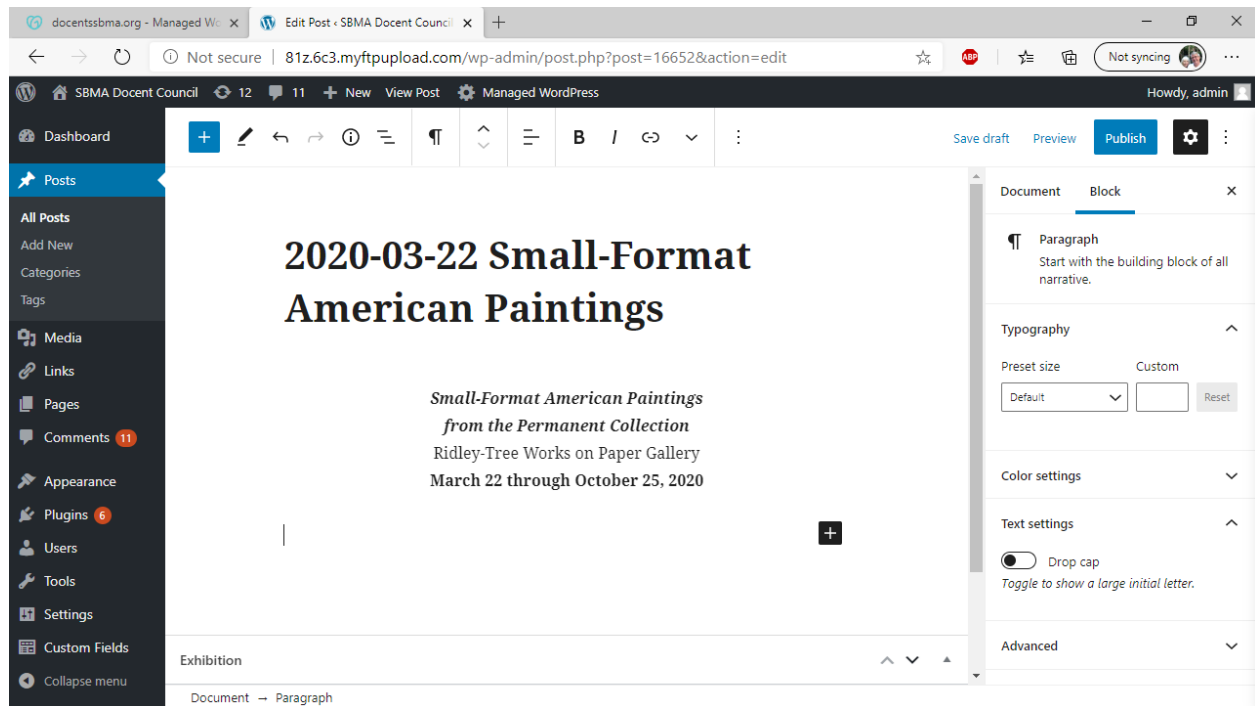 docentssbma.org - Managed Wo
Edit Post ‹ SBMA Docent Council
Not secure
81z.6c3.myftpupload.com/wp-admin/post.php?post=16652&action=edit
ABP
Not syncing
SBMA Docent Council 12 11 New View Post Managed WordPress
Howdy, admin
Dashboard
Posts
All Posts
Add New
Categories
Tags
Media
Links
Pages
Comments 11
Appearance
Plugins 6
Users
Tools
Settings
Custom Fields
Collapse menu
B I
Save draft Preview Publish
2020-03-22 Small-Format
American Paintings
Small-Format American Paintings
from the Permanent Collection
Ridley-Tree Works on Paper Gallery
March 22 through October 25, 2020
Exhibition
Document → Paragraph
Document Block
Paragraph
Start with the building block of all
narrative.
Typography
Preset size Custom
Default Reset
Color settings
Text settings
Drop cap
Toggle to show a large initial letter.
Advanced